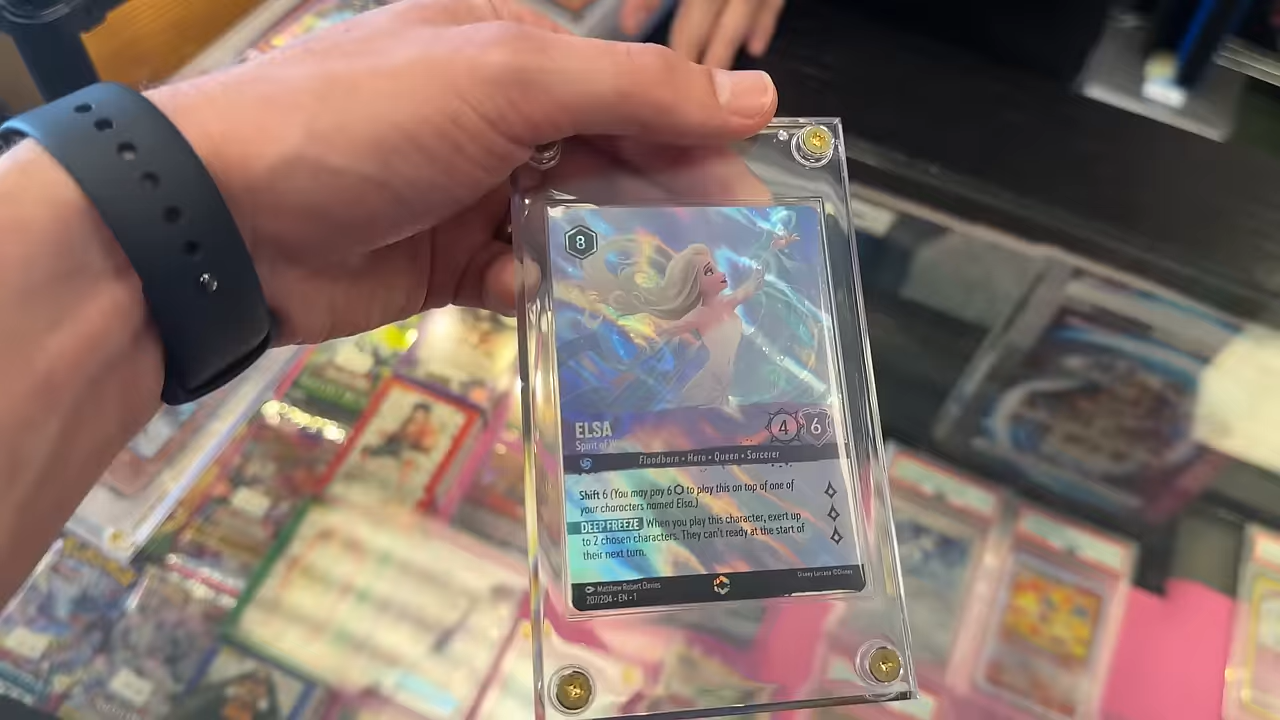 8
ELSA
Spirit of W
4 6
Floodborn • Hero • Queen • Sorcerer
Shift 6 (You may pay 6 ⬡ to play this on top of one of
your characters named Elsa.)
DEEP FREEZE When you play this character, exert up
to 2 chosen characters. They can't ready at the start of
their next turn.
Matthew Robert Davies
207/204 • EN • 1
Disney Lorcana ©Disney